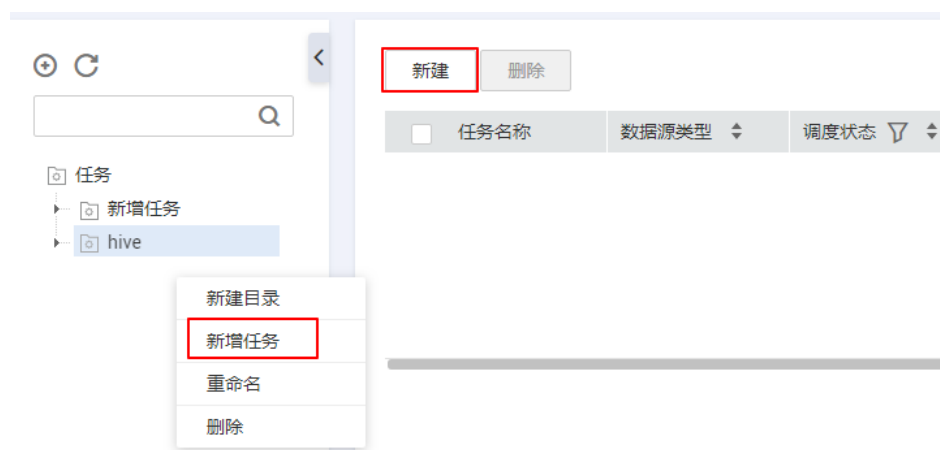 新建 删除
任务名称 数据源类型 调度状态
任务
新增任务
hive
新建目录
新增任务
重命名
删除